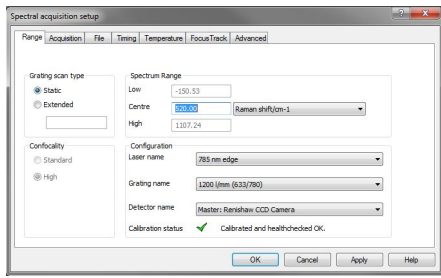 Spectral acquisition setup
Range Acquisition File Timing Temperature FocusTrack Advanced
Grating scan type
Static
Extended
Spectrum Range
Low -150.53
Centre 520.00 Raman shift/cm-1
High 1107.24
Confocality
Standard
High
Configuration
Laser name 785 nm edge
Grating name 1200 l/mm (633/780)
Detector name Master: Renishaw CCD Camera
Calibration status Calibrated and healthchecked OK.
OK Cancel Apply Help